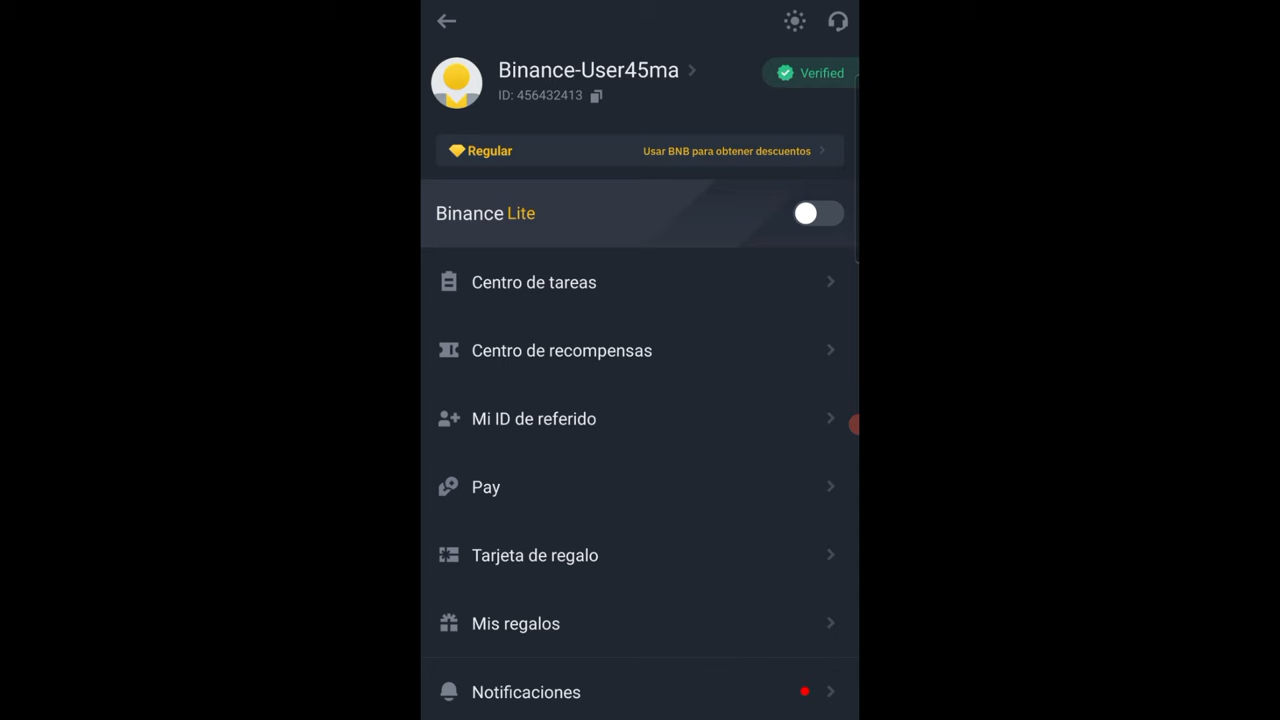 Binance-User45ma
ID: 456432413
Verified
Regular
Usar BNB para obtener descuentos
Binance Lite
Centro de tareas
Centro de recompensas
Mi ID de referido
Pay
Tarjeta de regalo
Mis regalos
Notificaciones